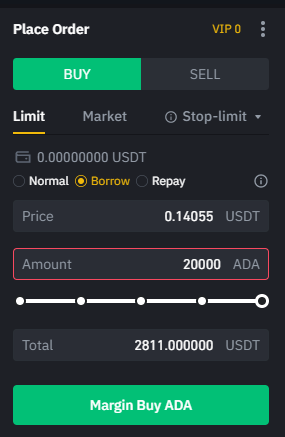 Place Order VIP 0
BUY SELL
Limit Market Stop-limit
0.00000000 USDT
Normal Borrow Repay
Price 0.14055 USDT
Amount 20000 ADA
Total 2811.000000 USDT
Margin Buy ADA